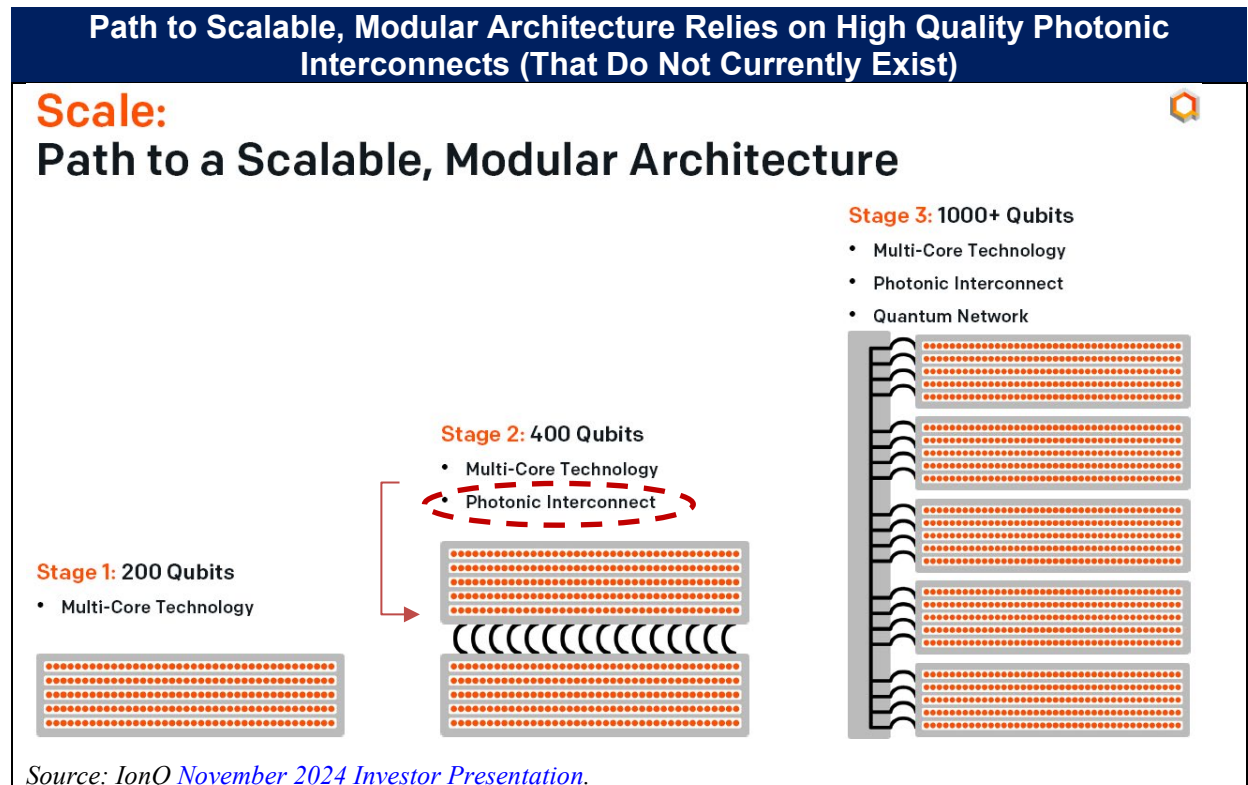 Path to Scalable, Modular Architecture Relies on High Quality Photonic
Interconnects (That Do Not Currently Exist)
Scale:
Path to a Scalable, Modular Architecture
Stage 1: 200 Qubits
• Multi-Core Technology
Stage 2: 400 Qubits
• Multi-Core Technology
• Photonic Interconnect
Stage 3: 1000+ Qubits
• Multi-Core Technology
• Photonic Interconnect
• Quantum Network
Source: IonQ November 2024 Investor Presentation.